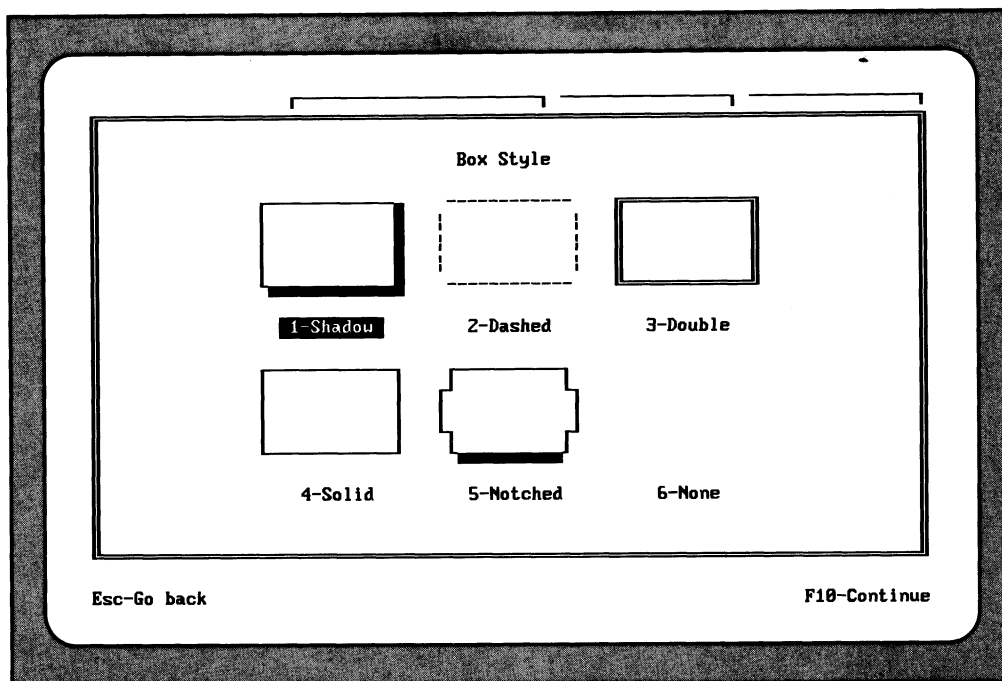 Box Style
1-Shadow 2-Dashed 3-Double
4-Solid 5-Notched 6-None
Esc-Go back F10-Continue